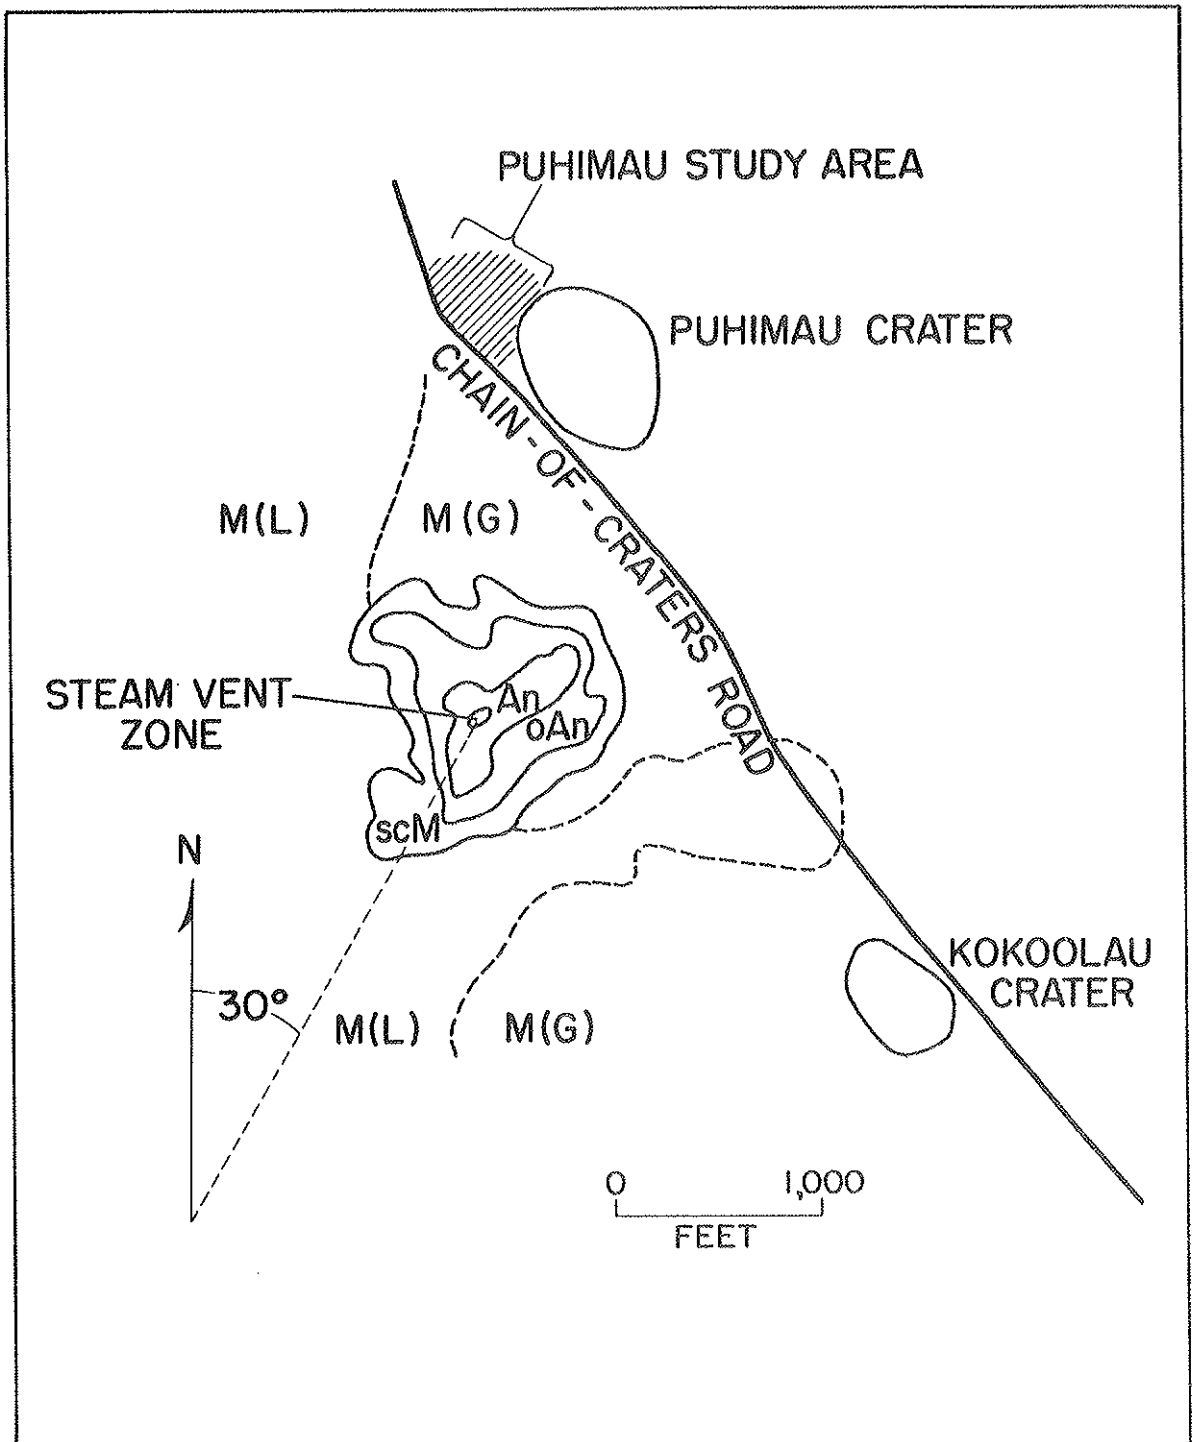 PUHIMAU STUDY AREA
PUHIMAU CRATER
CHAIN-OF-CRATERS ROAD
M(L)
M(G)
STEAM VENT
ZONE
An
oAn
scM
N
30°
M(L)
M(G)
KOKOOLAU
CRATER
0
1,000
FEET